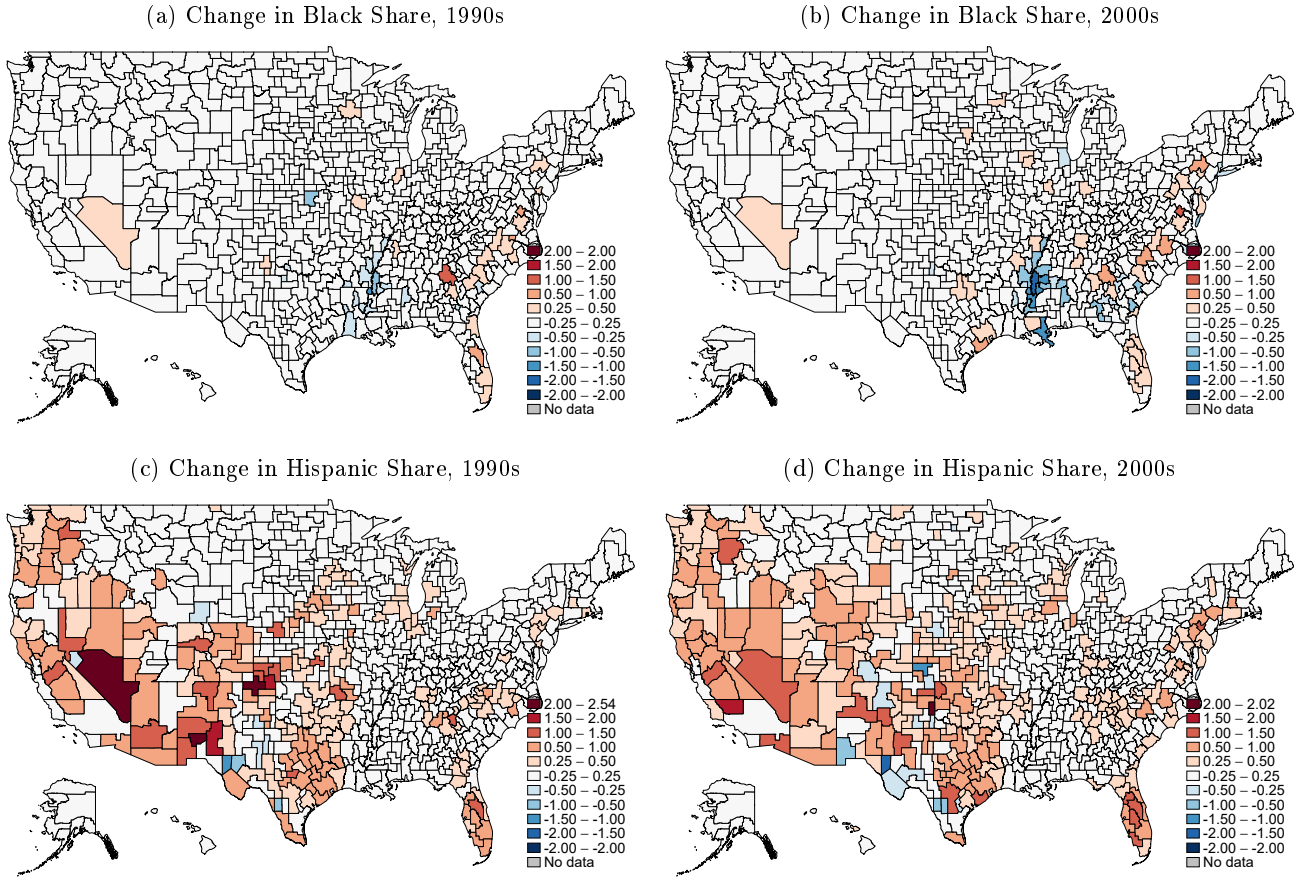 (a) Change in Black Share, 1990s
2.00 – 2.00
1.50 – 2.00
1.00 – 1.50
0.50 – 1.00
0.25 – 0.50
-0.25 – 0.25
-0.50 – -0.25
-1.00 – -0.50
-1.50 – -1.00
-2.00 – -1.50
-2.00 – -2.00
No data
(b) Change in Black Share, 2000s
2.00 – 2.00
1.50 – 2.00
1.00 – 1.50
0.50 – 1.00
0.25 – 0.50
-0.25 – 0.25
-0.50 – -0.25
-1.00 – -0.50
-1.50 – -1.00
-2.00 – -1.50
-2.00 – -2.00
No data
(c) Change in Hispanic Share, 1990s
2.00 – 2.54
1.50 – 2.00
1.00 – 1.50
0.50 – 1.00
0.25 – 0.50
-0.25 – 0.25
-0.50 – -0.25
-1.00 – -0.50
-1.50 – -1.00
-2.00 – -1.50
-2.00 – -2.00
No data
(d) Change in Hispanic Share, 2000s
2.00 – 2.02
1.50 – 2.00
1.00 – 1.50
0.50 – 1.00
0.25 – 0.50
-0.25 – 0.25
-0.50 – -0.25
-1.00 – -0.50
-1.50 – -1.00
-2.00 – -1.50
-2.00 – -2.00
No data